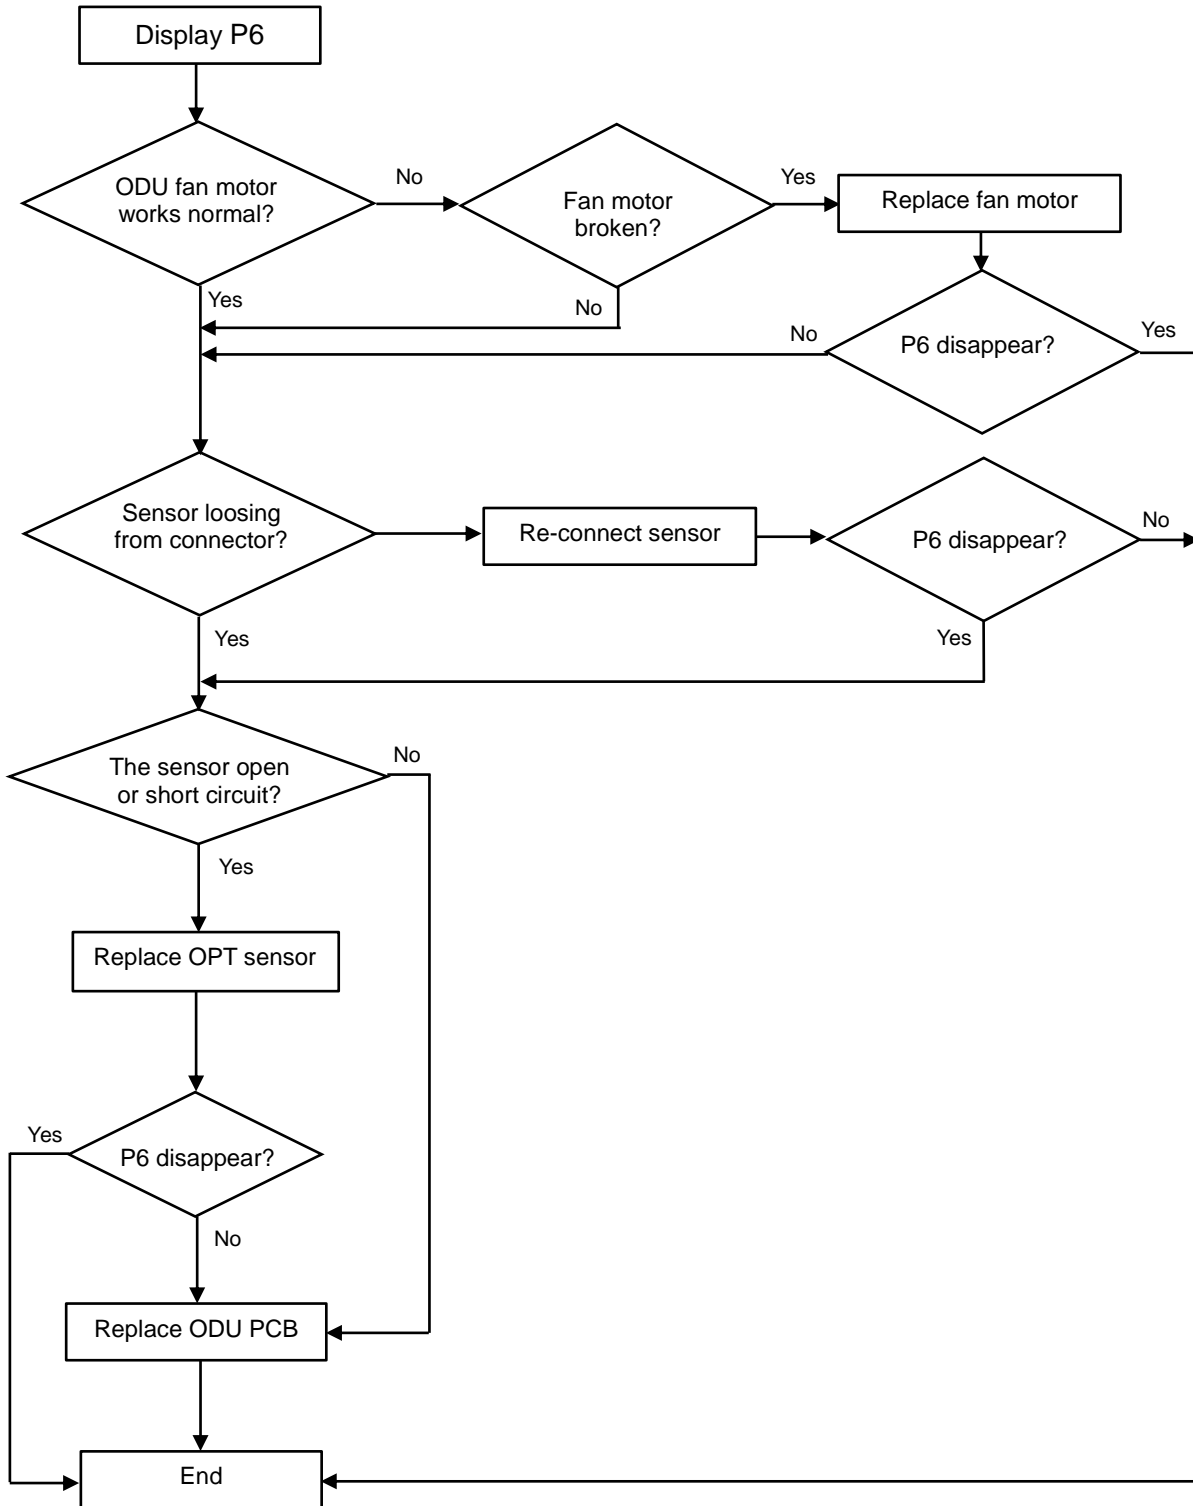 Display P6
ODU fan motor
works normal?
No
Fan motor
broken?
Yes
Replace fan motor
Yes
No
No
P6 disappear?
Yes
Sensor loosing
from connector?
Re-connect sensor
P6 disappear?
No
Yes
Yes
The sensor open
or short circuit?
No
Yes
Replace OPT sensor
Yes
P6 disappear?
No
Replace ODU PCB
End